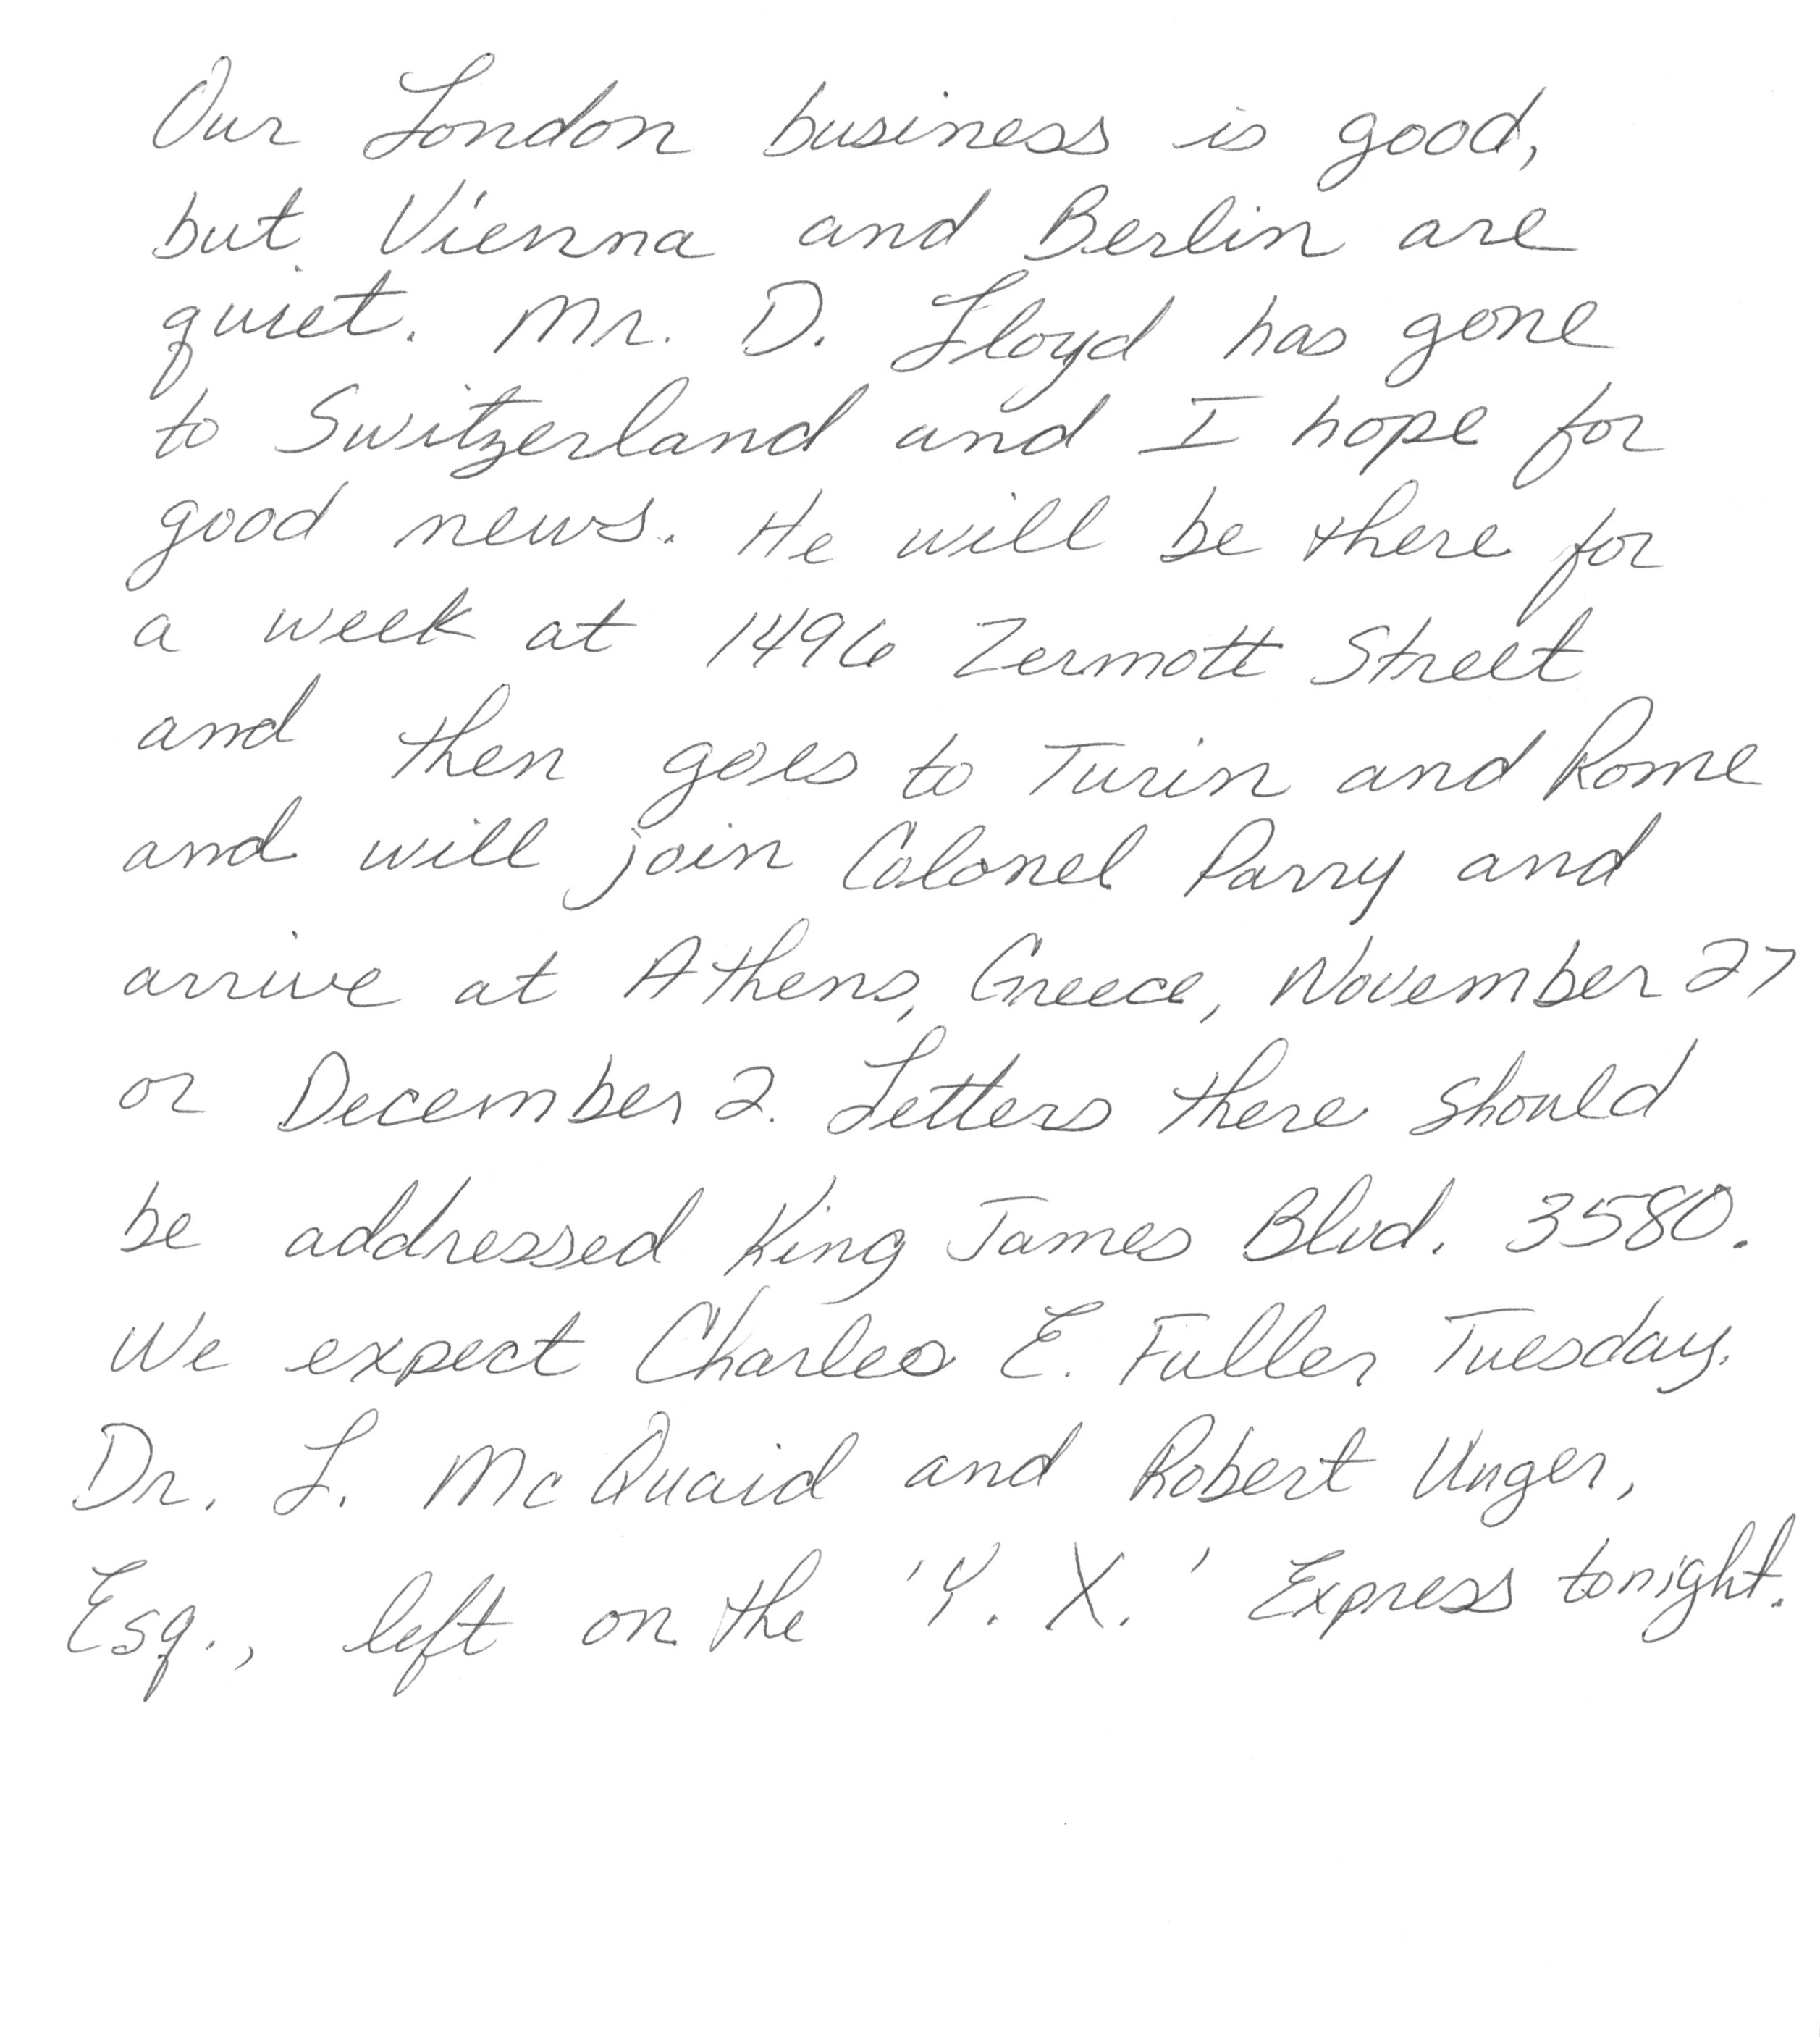 Our London business is good,
but Vienna and Berlin are
quiet. Mr. D. Lloyd has gone
to Switzerland and I hope for
good news. He will be there for
a week at 1496 Zermott Street
and then goes to Turin and Rome
and will join Colonel Parry and
arrive at Athens, Greece, November 27
or December 2. Letters there should
be addressed King James Blvd. 3580.
We expect Charles E. Fuller Tuesday.
Dr. L. McQuaid and Robert Unger,
Esq., left on the 'Y. X.' Express tonight.